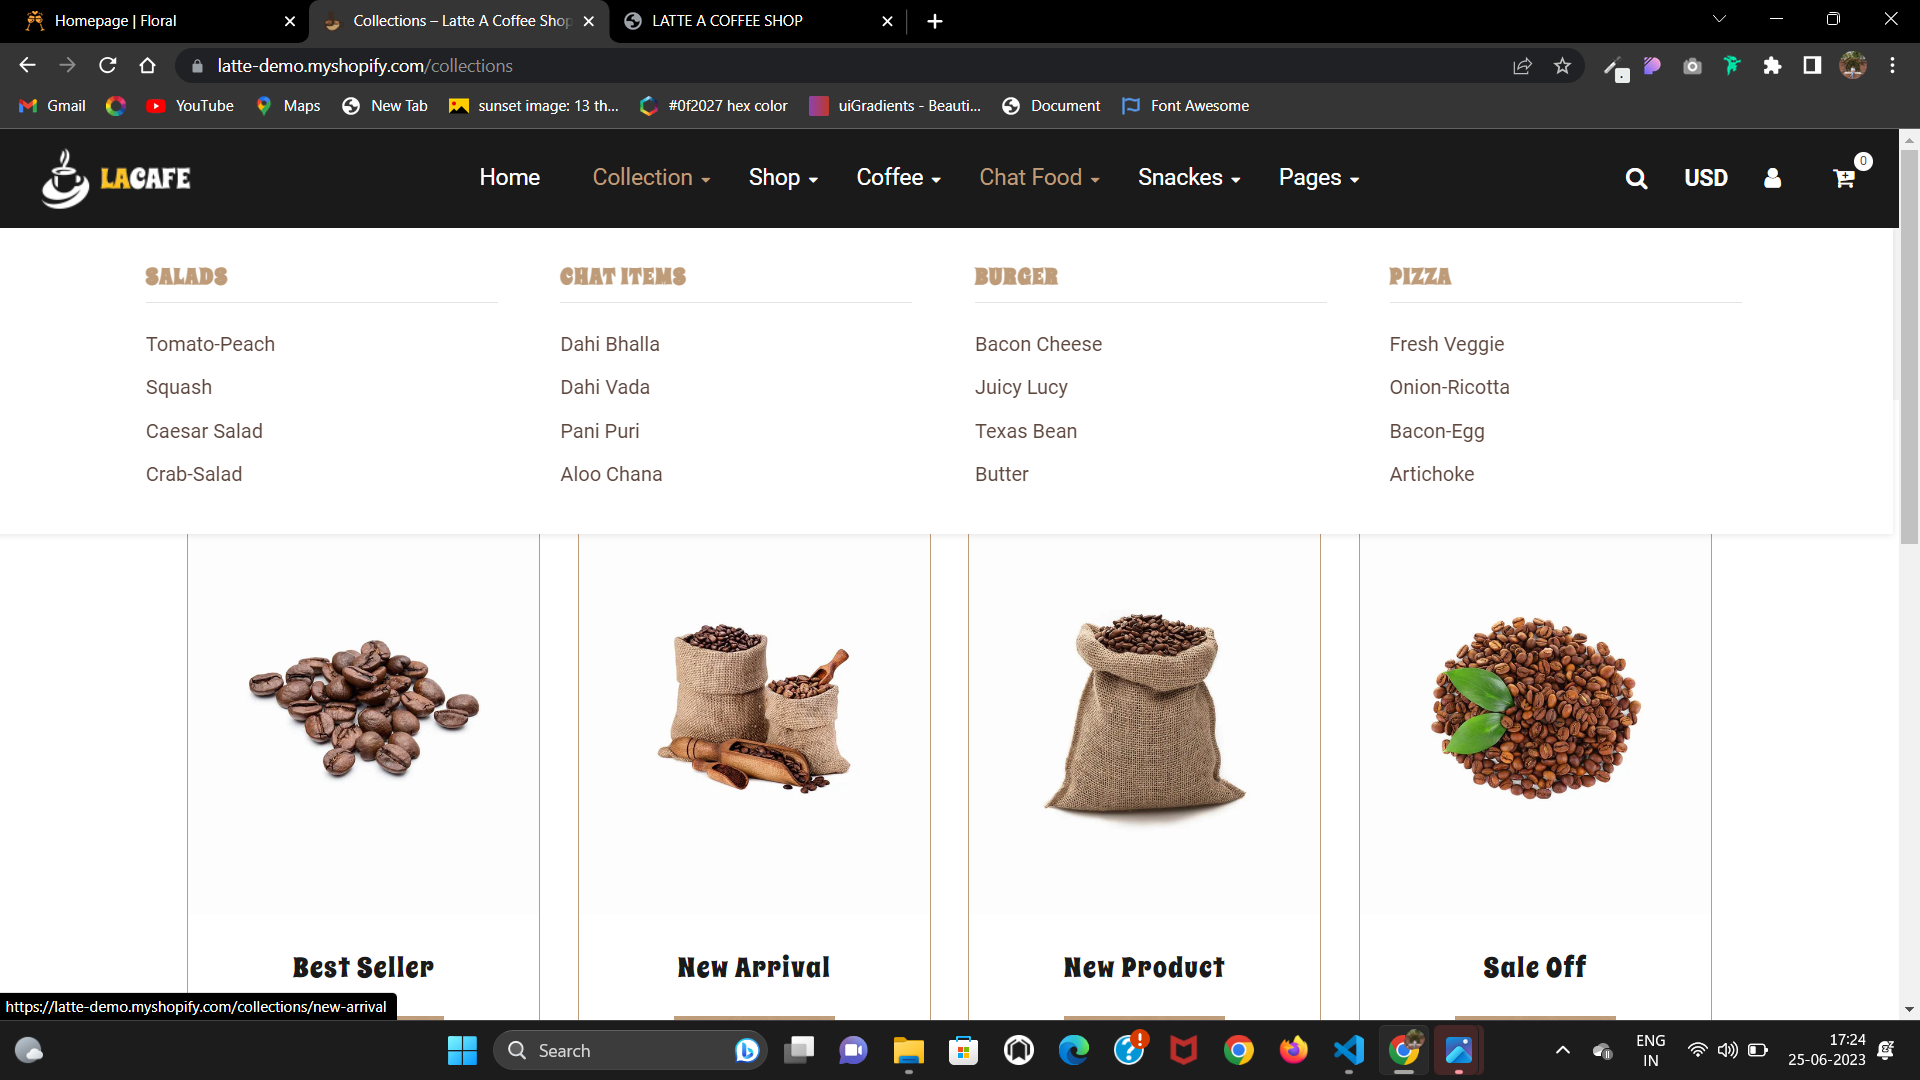 Homepage | Floral
Collections – Latte A Coffee Shop
LATTE A COFFEE SHOP
latte-demo.myshopify.com/collections
Gmail YouTube Maps New Tab sunset image: 13 th... #0f2027 hex color uiGradients - Beauti... Document Font Awesome
LACAFE
Home Collection Shop Coffee Chat Food Snackes Pages USD 0
SALADS CHAT ITEMS BURGER PIZZA
Tomato-Peach Dahi Bhalla Bacon Cheese Fresh Veggie
Squash Dahi Vada Juicy Lucy Onion-Ricotta
Caesar Salad Pani Puri Texas Bean Bacon-Egg
Crab-Salad Aloo Chana Butter Artichoke
Best Seller New Arrival New Product Sale Off
https://latte-demo.myshopify.com/collections/new-arrival
Search
ENG
IN
17:24
25-06-2023